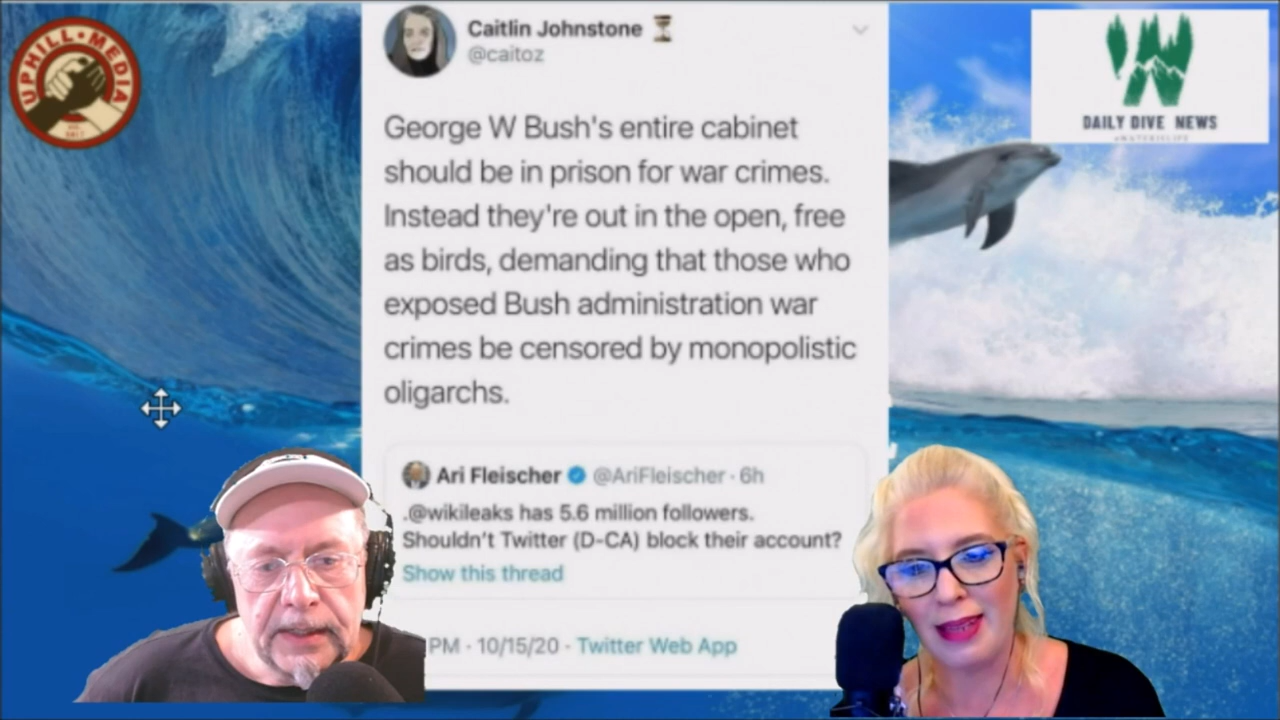 UPHILL • MEDIA
Caitlin Johnstone ⏳
@caitoz
George W Bush's entire cabinet
should be in prison for war crimes.
Instead they're out in the open, free
as birds, demanding that those who
exposed Bush administration war
crimes be censored by monopolistic
oligarchs.
Ari Fleischer @AriFleischer · 6h
.@wikileaks has 5.6 million followers.
Shouldn't Twitter (D-CA) block their account?
Show this thread
PM · 10/15/20 · Twitter Web App
DAILY DIVE NEWS
#WATERISLIFE